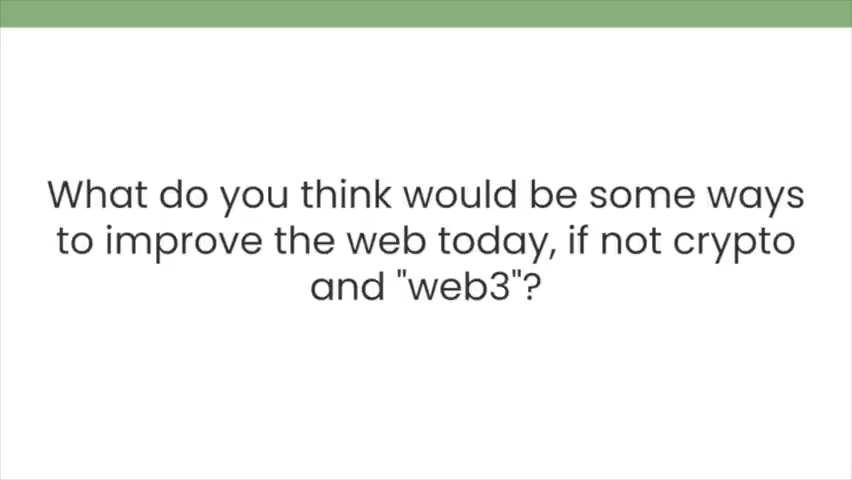 What do you think would be some ways
to improve the web today, if not crypto
and "web3"?